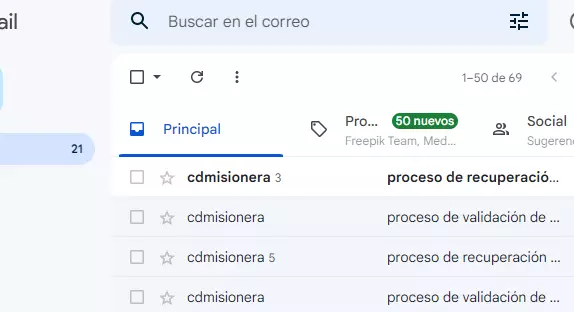 ail
Buscar en el correo
1–50 de 69
21
Principal
Pro... 50 nuevos
Freepik Team, Med...
Social
Sugeren
cdmisionera 3 proceso de recuperació...
cdmisionera proceso de validación de ...
cdmisionera 5 proceso de recuperación ...
cdmisionera proceso de validación de ...